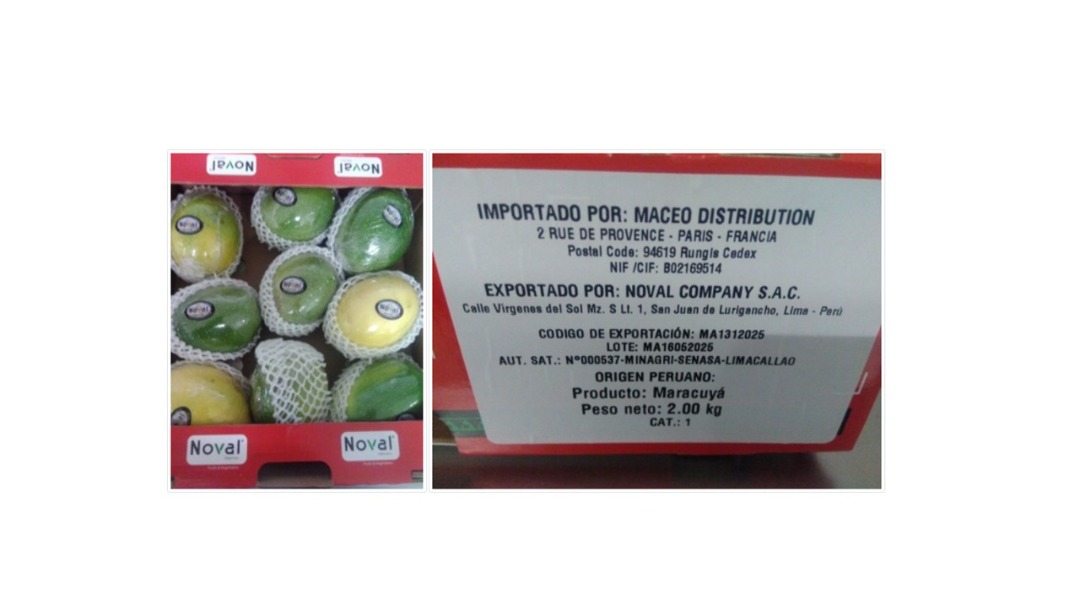 Noval
Noval
Noval
Noval
IMPORTADO POR: MACEO DISTRIBUTION
2 RUE DE PROVENCE - PARIS - FRANCIA
Postal Code: 94619 Rungis Cedex
NIF /CIF: B02169514
EXPORTADO POR: NOVAL COMPANY S.A.C.
Calle Virgenes del Sol Mz. S Lt. 1, San Juan de Lurigancho, Lima - Perú
CODIGO DE EXPORTACIÓN: MA1312025
LOTE: MA16052025
AUT. SAT.: Nº000537-MINAGRI-SENASA-LIMACALLAO
ORIGEN PERUANO:
Producto: Maracuyá
Peso neto: 2.00 kg
CAT.: 1